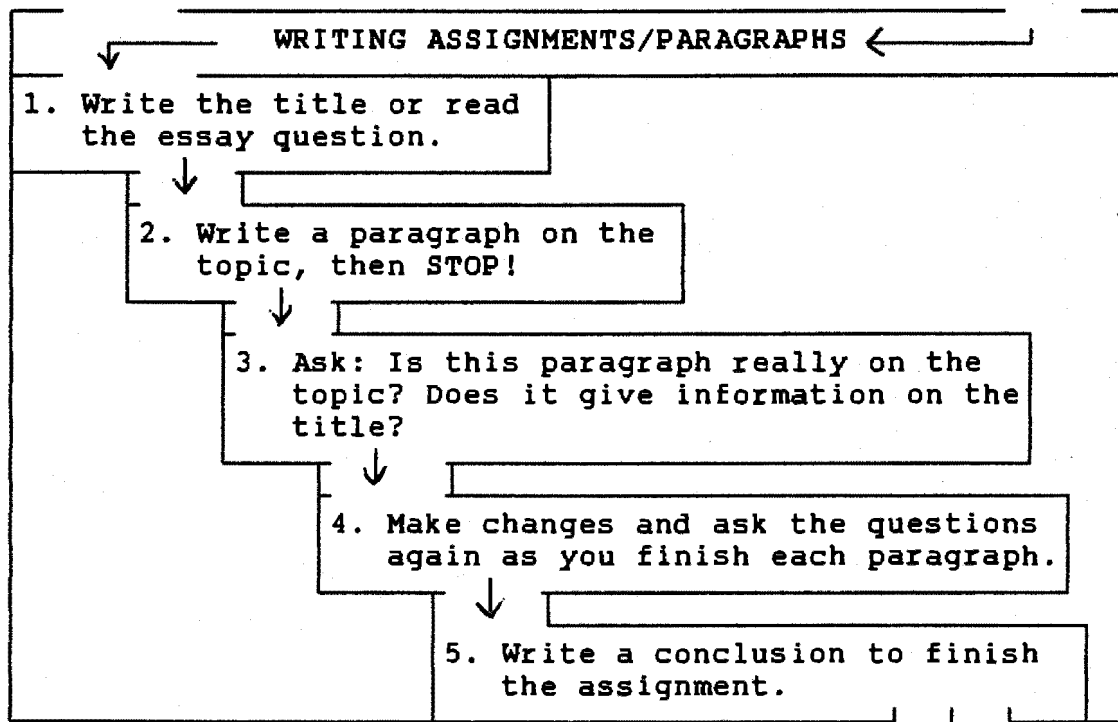 WRITING ASSIGNMENTS/PARAGRAPHS
1. Write the title or read
the essay question.
2. Write a paragraph on the
topic, then STOP!
3. Ask: Is this paragraph really on the
topic? Does it give information on the
title?
4. Make changes and ask the questions
again as you finish each paragraph.
5. Write a conclusion to finish
the assignment.